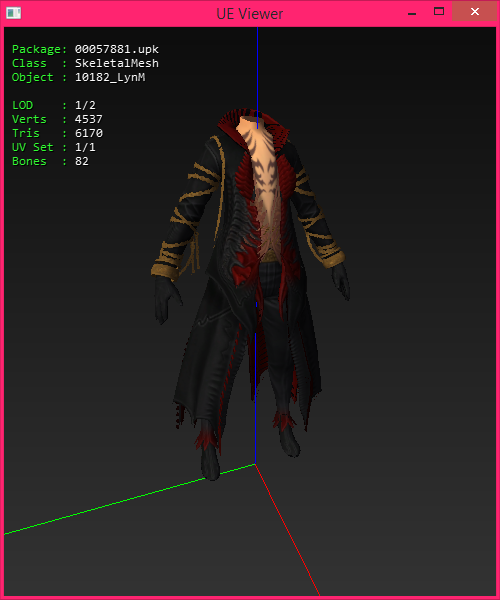 UE Viewer
Package: 00057881.upk
Class  : SkeletalMesh
Object : 10182_LynM
LOD    : 1/2
Verts  : 4537
Tris   : 6170
UV Set : 1/1
Bones  : 82